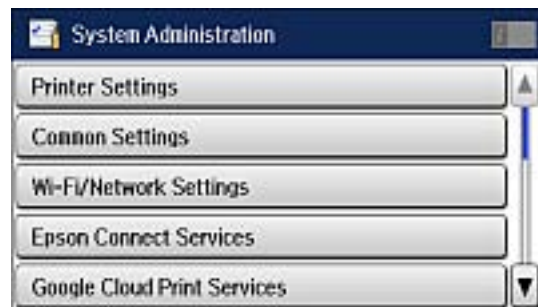 System Administration
Printer Settings
Common Settings
Wi-Fi/Network Settings
Epson Connect Services
Google Cloud Print Services